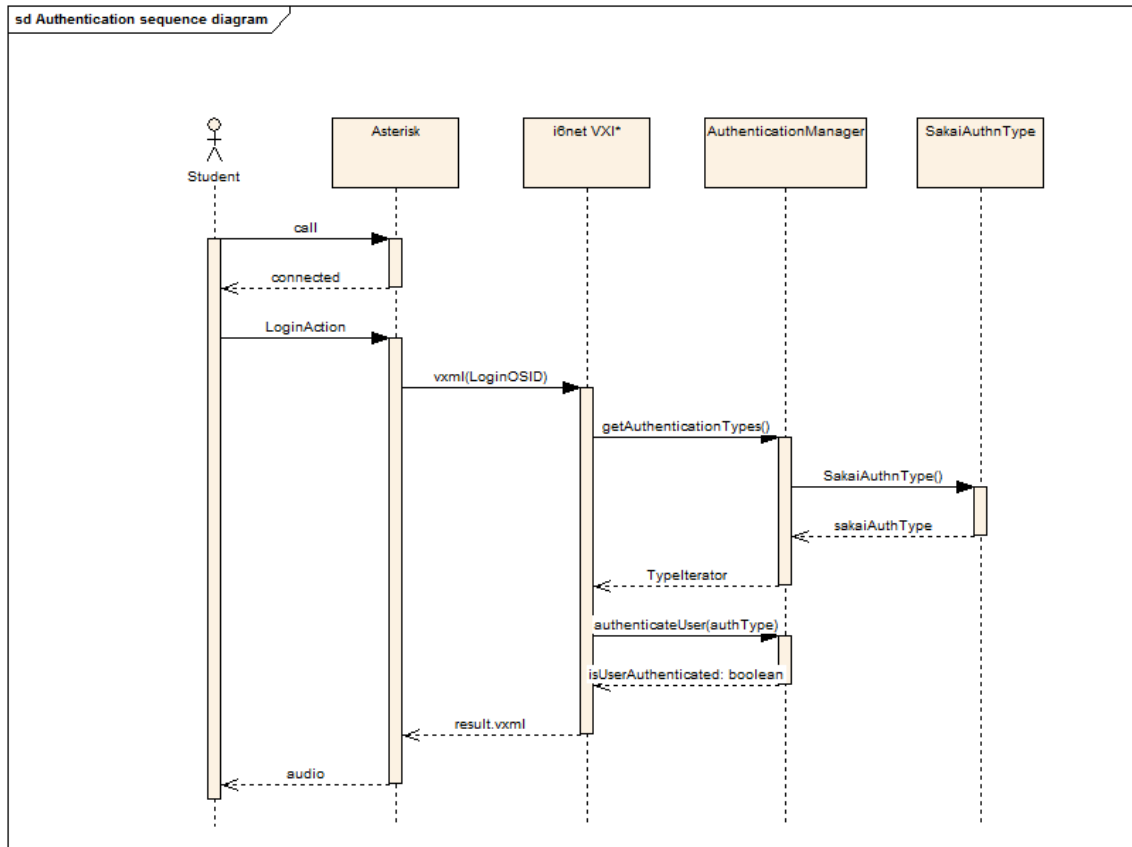 sd Authentication sequence diagram
Student
Asterisk
i6net VXI*
AuthenticationManager
SakaiAuthnType
call
connected
LoginAction
vxml(LoginOSID)
getAuthenticationTypes()
SakaiAuthnType()
sakaiAuthType
TypeIterator
authenticateUser(authType)
isUserAuthenticated: boolean
result.vxml
audio